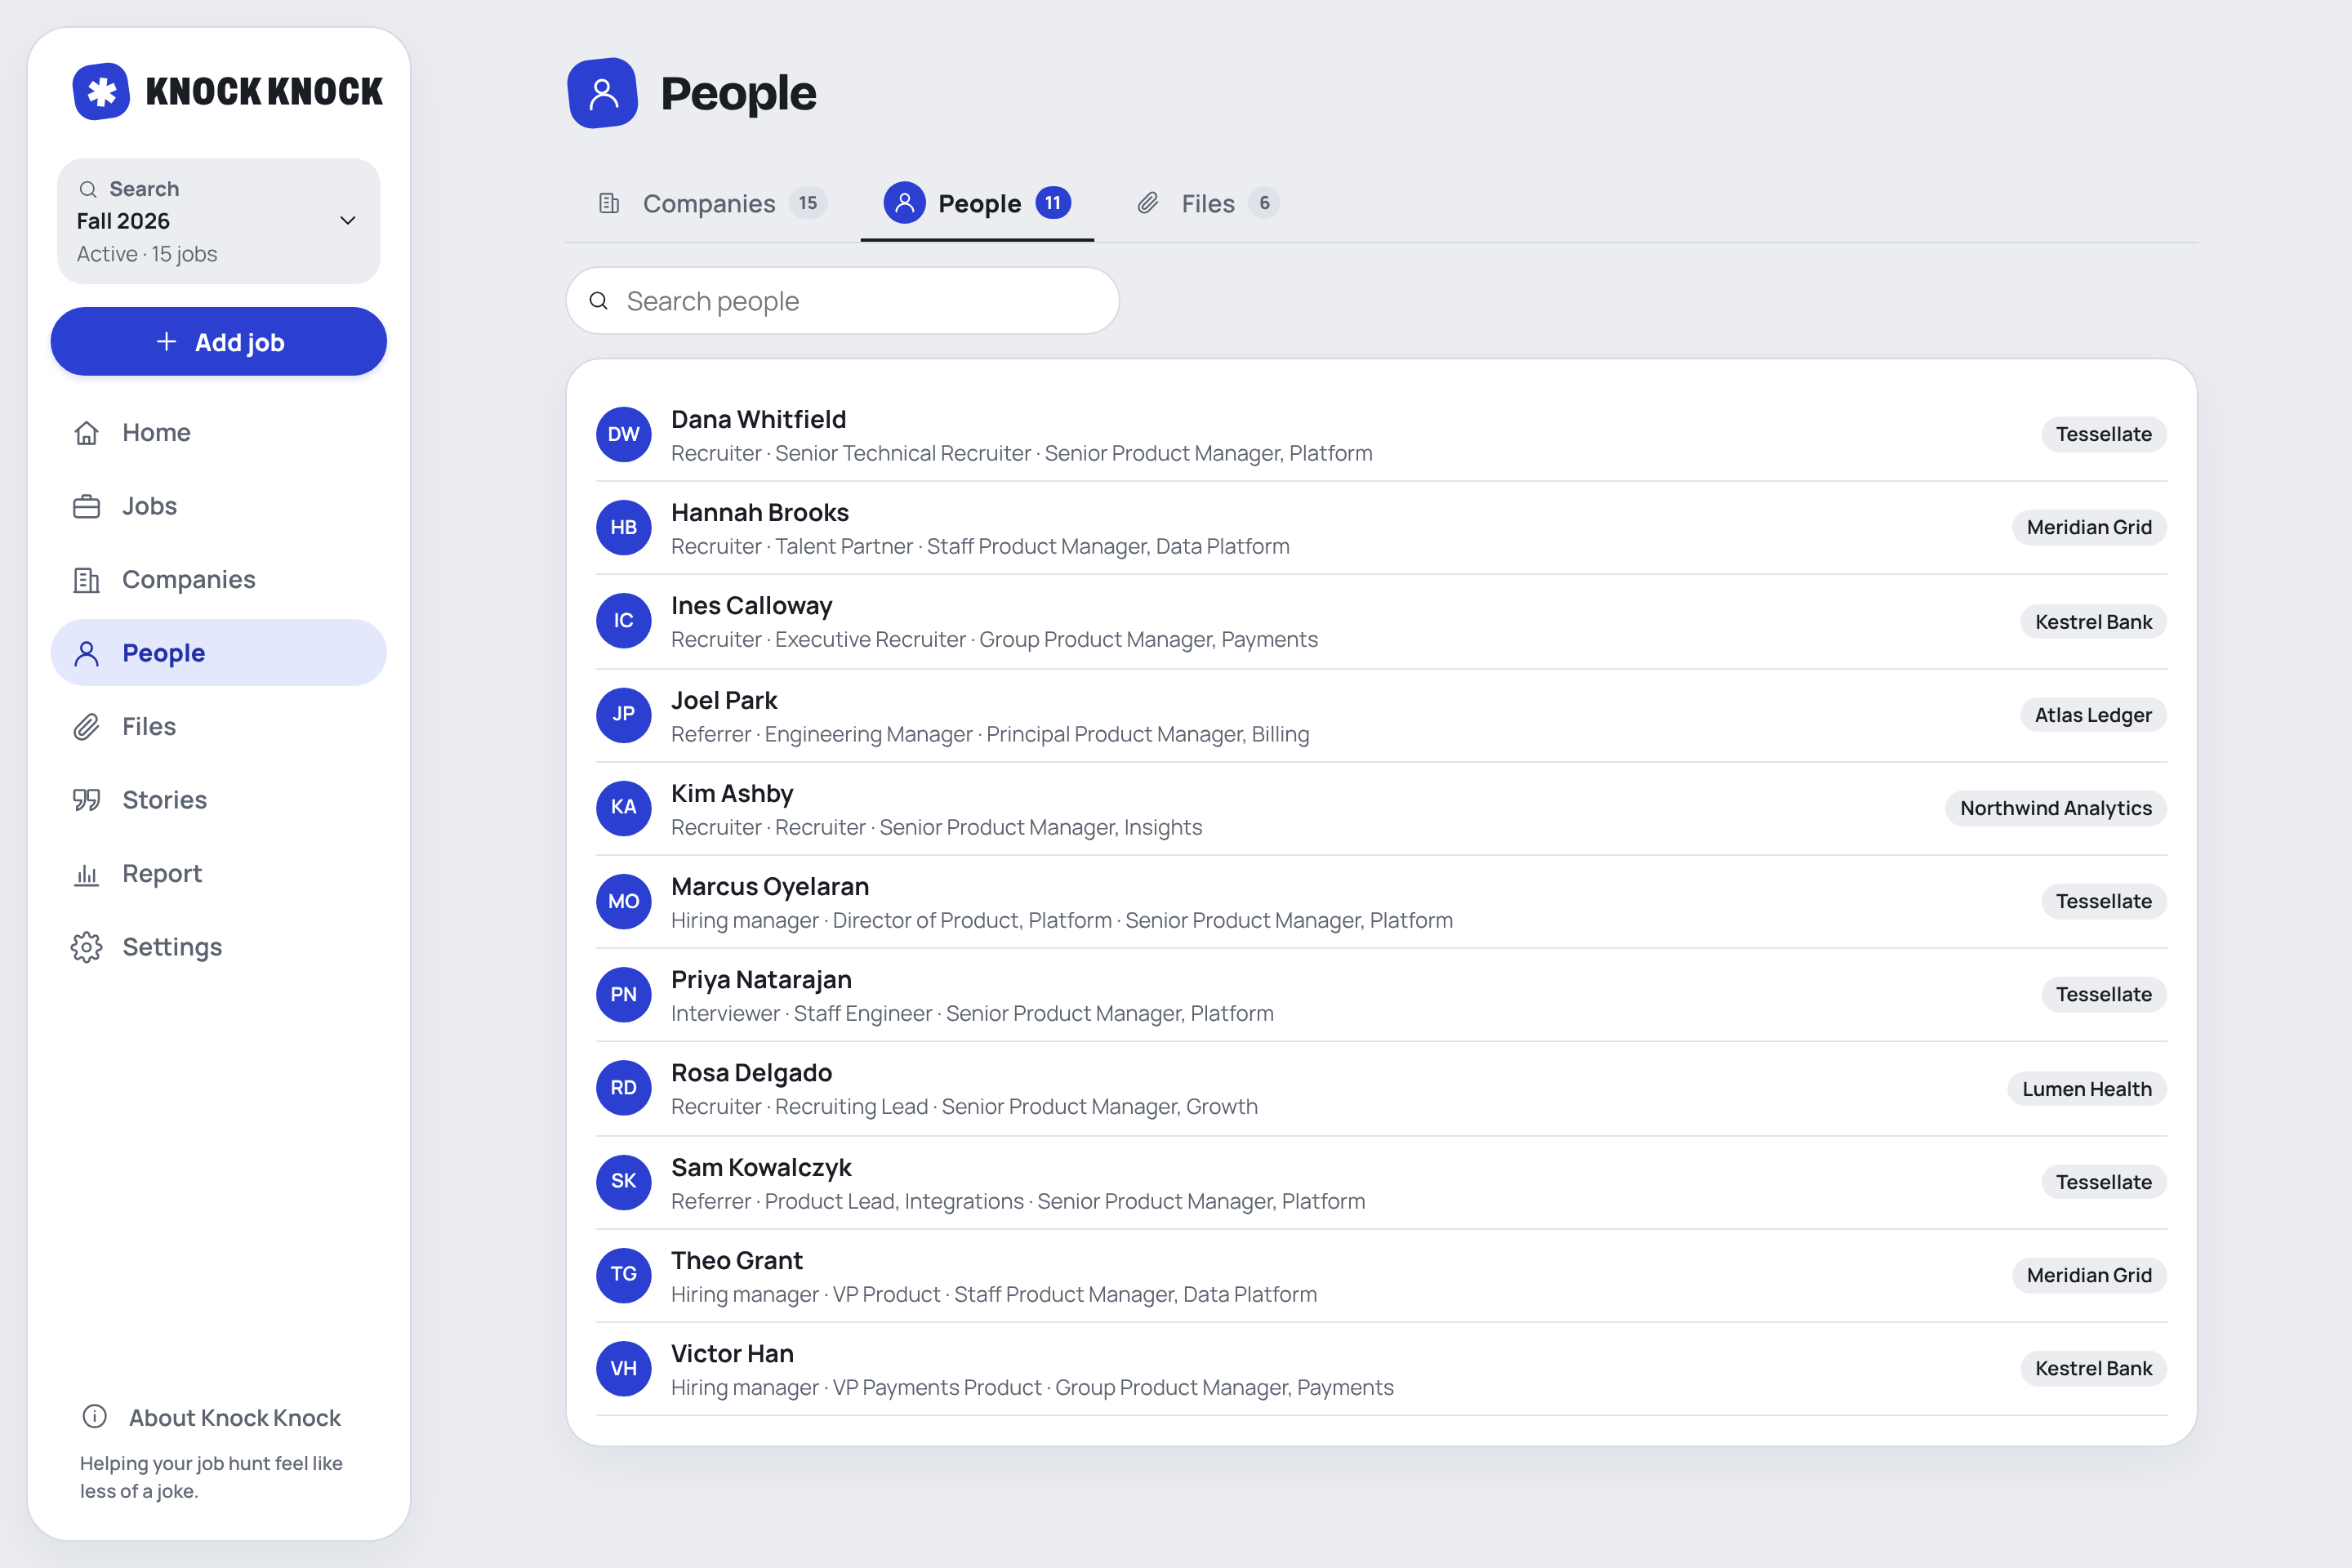 KNOCK KNOCK
Search
Fall 2026
Active · 15 jobs
Add job
Home
Jobs
Companies
People
Files
Stories
Report
Settings
About Knock Knock
Helping your job hunt feel like
less of a joke.
People
Companies 15
People 11
Files 6
Search people
DW
Dana Whitfield
Recruiter · Senior Technical Recruiter · Senior Product Manager, Platform
Tessellate
HB
Hannah Brooks
Recruiter · Talent Partner · Staff Product Manager, Data Platform
Meridian Grid
IC
Ines Calloway
Recruiter · Executive Recruiter · Group Product Manager, Payments
Kestrel Bank
JP
Joel Park
Referrer · Engineering Manager · Principal Product Manager, Billing
Atlas Ledger
KA
Kim Ashby
Recruiter · Recruiter · Senior Product Manager, Insights
Northwind Analytics
MO
Marcus Oyelaran
Hiring manager · Director of Product, Platform · Senior Product Manager, Platform
Tessellate
PN
Priya Natarajan
Interviewer · Staff Engineer · Senior Product Manager, Platform
Tessellate
RD
Rosa Delgado
Recruiter · Recruiting Lead · Senior Product Manager, Growth
Lumen Health
SK
Sam Kowalczyk
Referrer · Product Lead, Integrations · Senior Product Manager, Platform
Tessellate
TG
Theo Grant
Hiring manager · VP Product · Staff Product Manager, Data Platform
Meridian Grid
VH
Victor Han
Hiring manager · VP Payments Product · Group Product Manager, Payments
Kestrel Bank